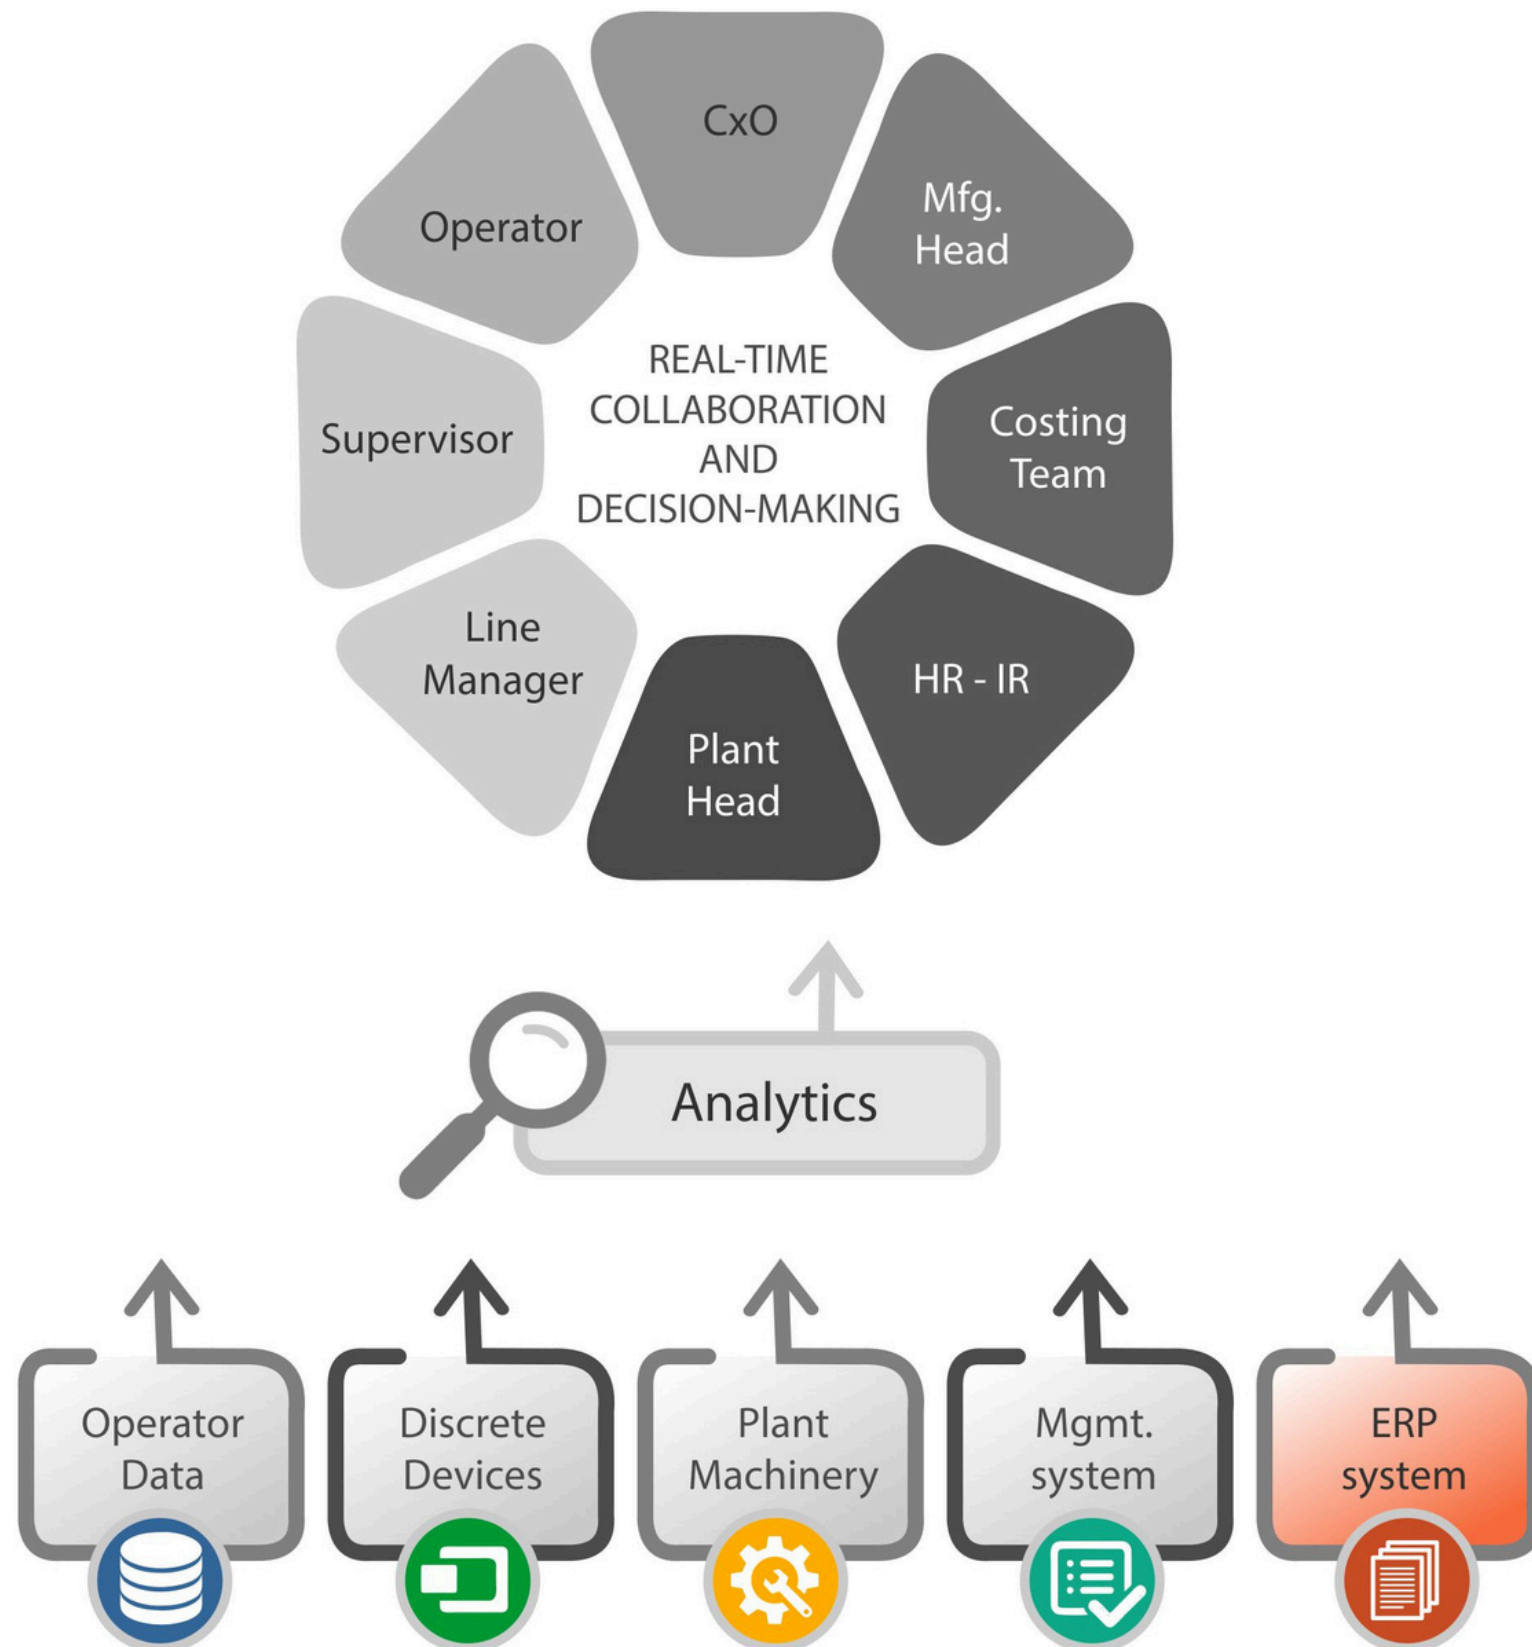 CxO
Mfg.
Head
Operator
REAL-TIME
COLLABORATION
AND
DECISION-MAKING
Costing
Team
Supervisor
Line
Manager
HR - IR
Plant
Head
Analytics
Operator
Data
Discrete
Devices
Plant
Machinery
Mgmt.
system
ERP
system